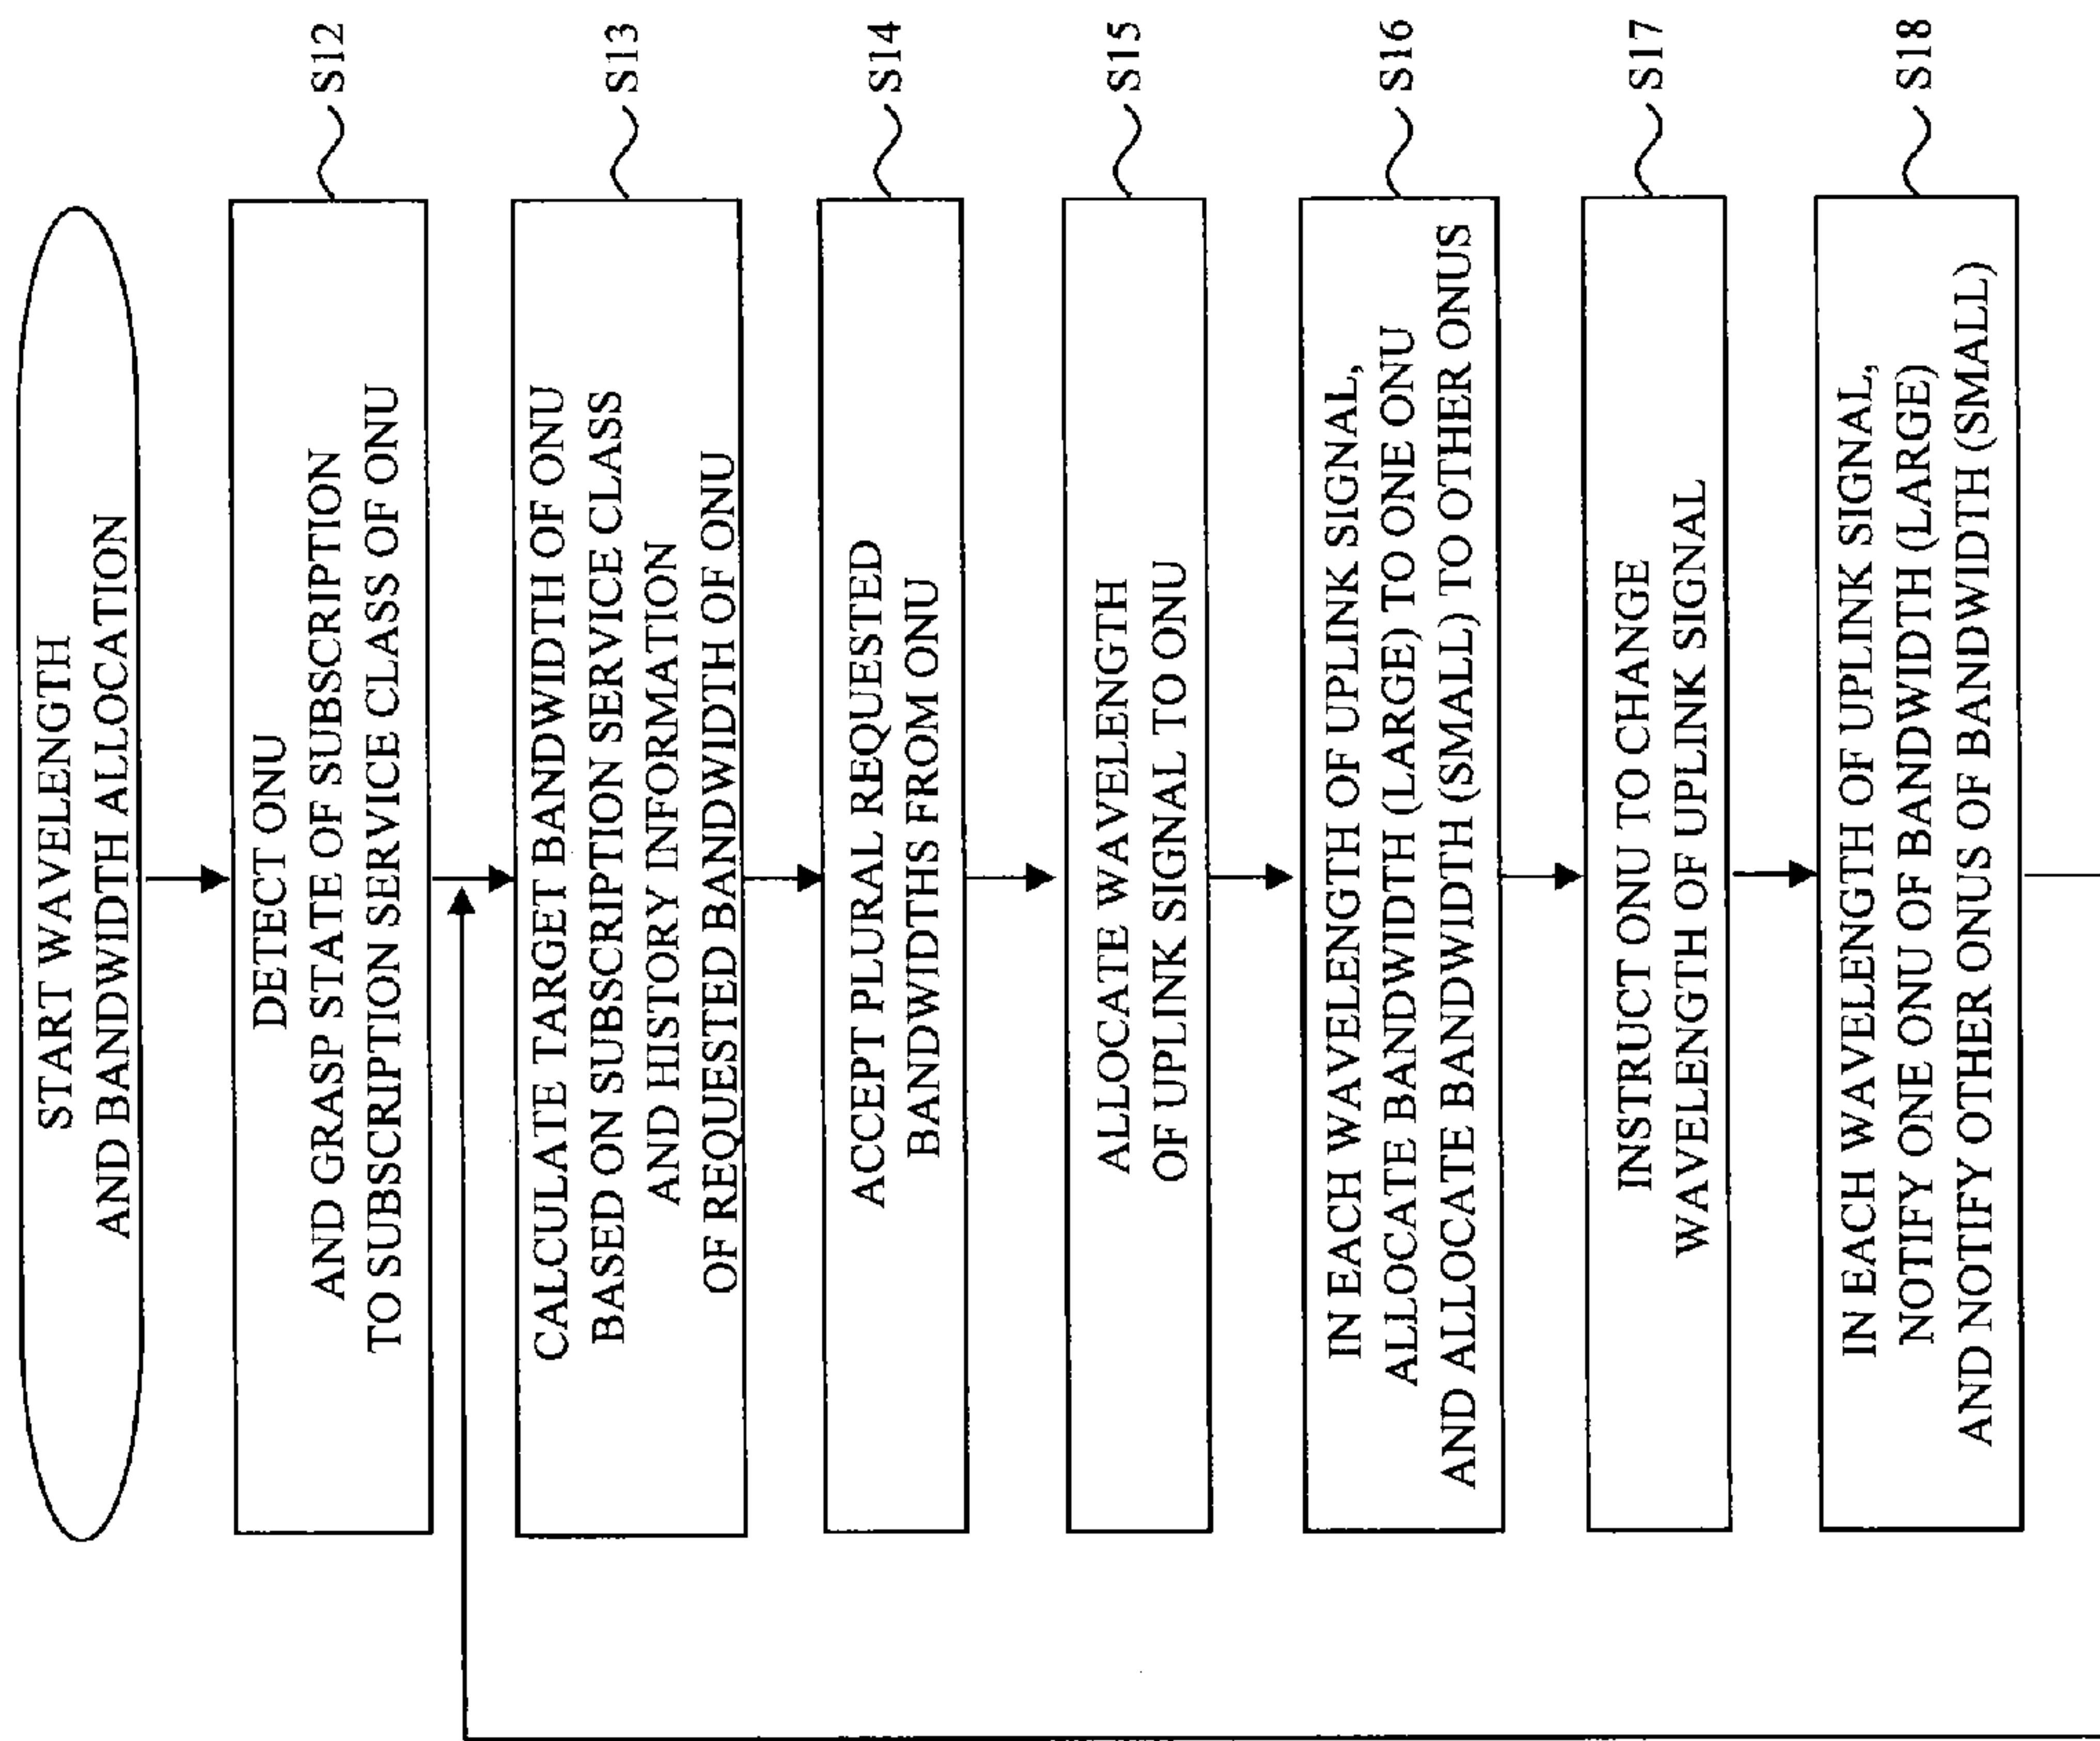 START WAVELENGTH
AND BANDWIDTH ALLOCATION
DETECT ONU
AND GRASP STATE OF SUBSCRIPTION
TO SUBSCRIPTION SERVICE CLASS OF ONU
S12
CALCULATE TARGET BANDWIDTH OF ONU
BASED ON SUBSCRIPTION SERVICE CLASS
AND HISTORY INFORMATION
OF REQUESTED BANDWIDTH OF ONU
S13
ACCEPT PLURAL REQUESTED
BANDWIDTHS FROM ONU
S14
ALLOCATE WAVELENGTH
OF UPLINK SIGNAL TO ONU
S15
IN EACH WAVELENGTH OF UPLINK SIGNAL,
ALLOCATE BANDWIDTH (LARGE) TO ONE ONU
AND ALLOCATE BANDWIDTH (SMALL) TO OTHER ONUS
S16
INSTRUCT ONU TO CHANGE
WAVELENGTH OF UPLINK SIGNAL
S17
IN EACH WAVELENGTH OF UPLINK SIGNAL,
NOTIFY ONE ONU OF BANDWIDTH (LARGE)
AND NOTIFY OTHER ONUS OF BANDWIDTH (SMALL)
S18